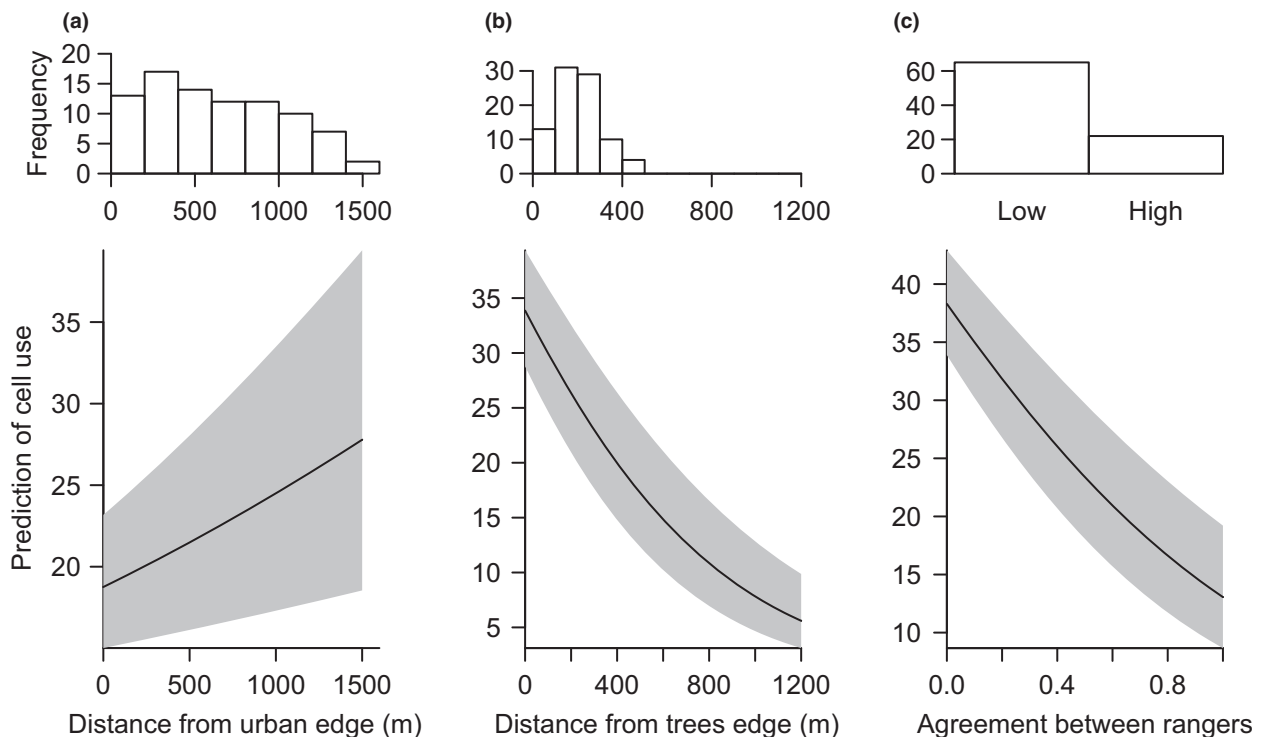 (a)
Frequency
20
15
10
5
0
0 500 1000 1500
(b)
30
20
10
0
0 400 800 1200
(c)
60
40
20
0
Low High
Prediction of cell use
35
30
25
20
0 500 1000 1500
Distance from urban edge (m)
35
30
25
20
15
10
5
0 400 800 1200
Distance from trees edge (m)
40
35
30
25
20
15
10
0.0 0.4 0.8
Agreement between rangers